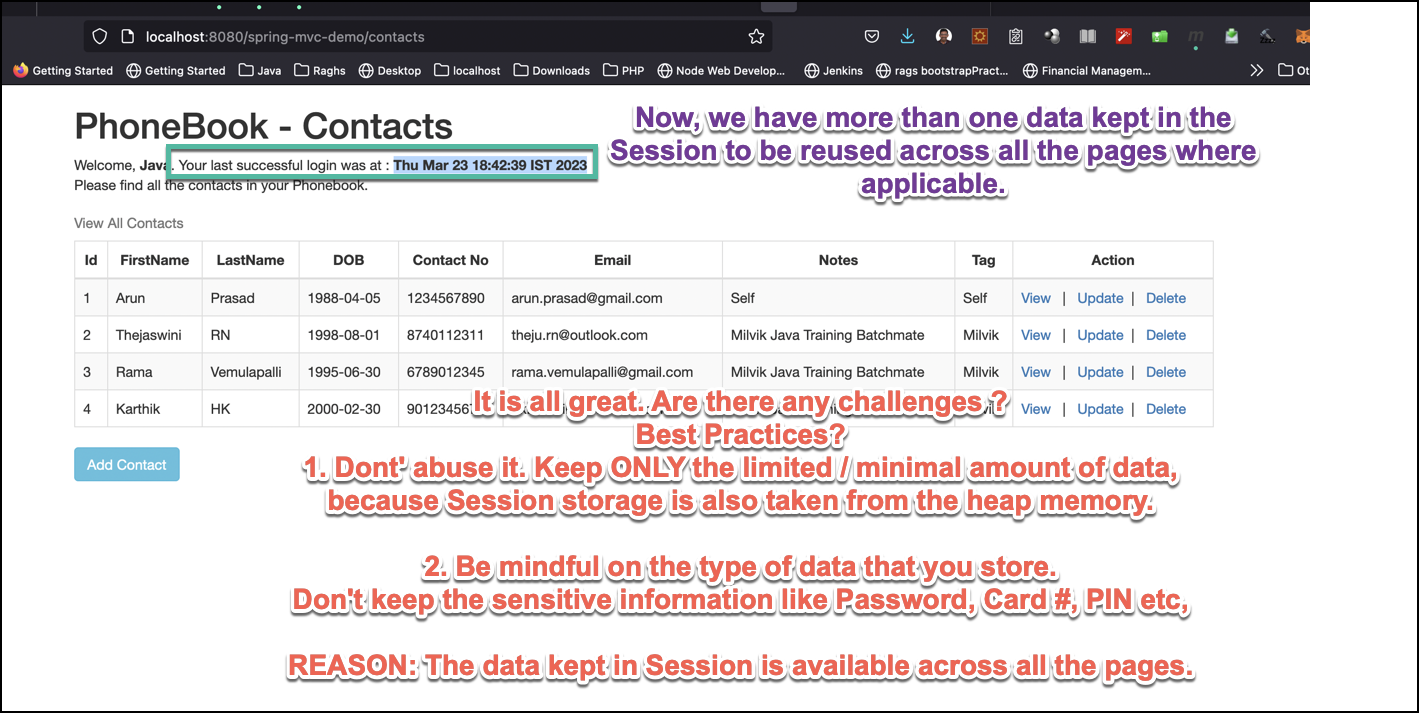 localhost:8080/spring-mvc-demo/contacts
Getting Started Getting Started Java Raghs Desktop localhost Downloads PHP Node Web Develop... Jenkins rags bootstrapPract... Financial Managem... Ot
PhoneBook - Contacts
Now, we have more than one data kept in the
Session to be reused across all the pages where
applicable.
Welcome, Java. Your last successful login was at : Thu Mar 23 18:42:39 IST 2023
Please find all the contacts in your Phonebook.
View All Contacts
Id FirstName LastName DOB Contact No Email Notes Tag Action
1 Arun Prasad 1988-04-05 1234567890 arun.prasad@gmail.com Self Self View | Update | Delete
2 Thejaswini RN 1998-08-01 8740112311 theju.rn@outlook.com Milvik Java Training Batchmate Milvik View | Update | Delete
3 Rama Vemulapalli 1995-06-30 6789012345 rama.vemulapalli@gmail.com Milvik Java Training Batchmate Milvik View | Update | Delete
4 Karthik HK 2000-02-30 View | Update | Delete
It is all great. Are there any challenges ?
Best Practices?
Add Contact
1. Dont' abuse it. Keep ONLY the limited / minimal amount of data,
because Session storage is also taken from the heap memory.
2. Be mindful on the type of data that you store.
Don't keep the sensitive information like Password, Card #, PIN etc,
REASON: The data kept in Session is available across all the pages.